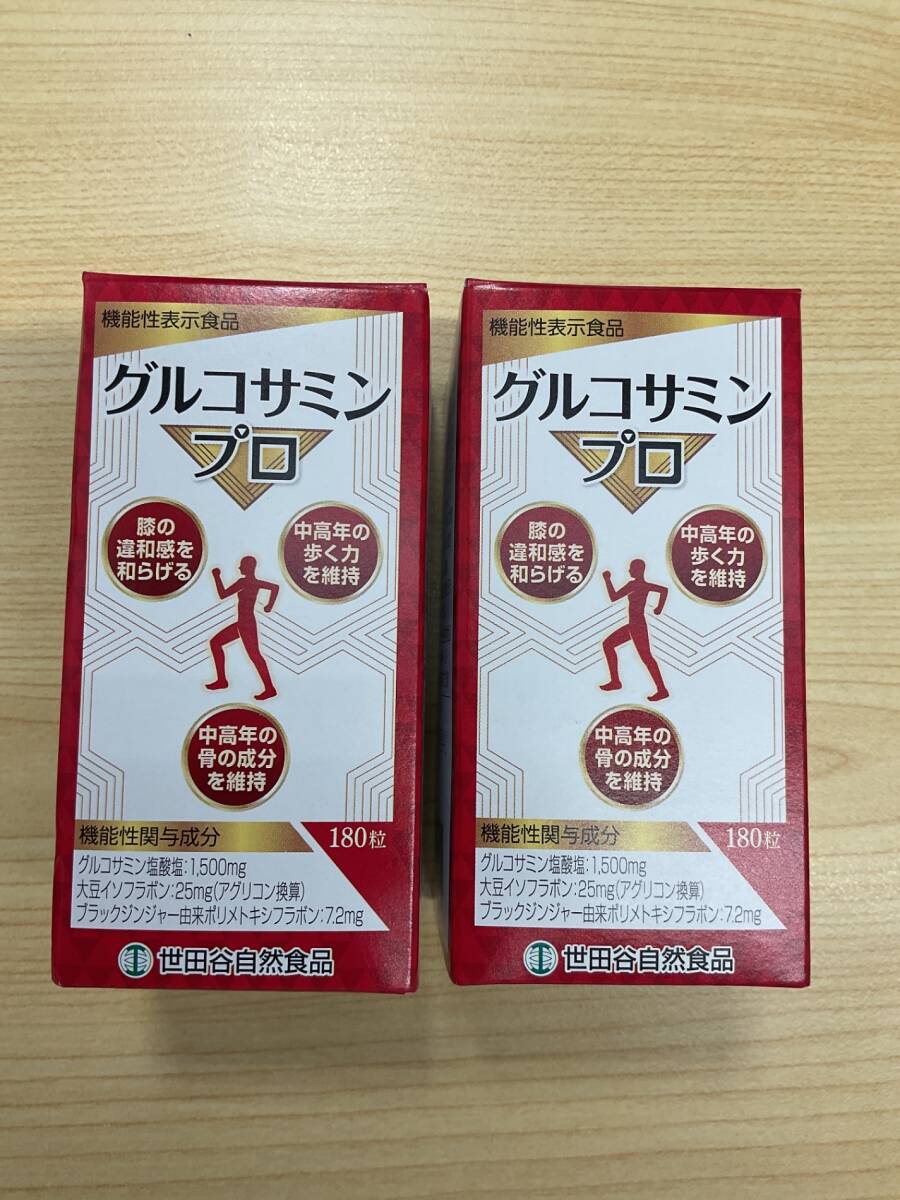 機能性表示食品
グルコサミン
プロ
膝の
違和感を
和らげる
中高年の
歩く力
を維持
中高年の
骨の成分
を維持
機能性関与成分
180粒
グルコサミン塩酸塩:1,500mg
大豆イソフラボン:25mg(アグリコン換算)
ブラックジンジャー由来ポリメトキシフラボン:7.2mg
世田谷自然食品
機能性表示食品
グルコサミン
プロ
膝の
違和感を
和らげる
中高年の
歩く力
を維持
中高年の
骨の成分
を維持
機能性関与成分
180粒
グルコサミン塩酸塩:1,500mg
大豆イソフラボン:25mg(アグリコン換算)
ブラックジンジャー由来ポリメトキシフラボン:7.2mg
世田谷自然食品